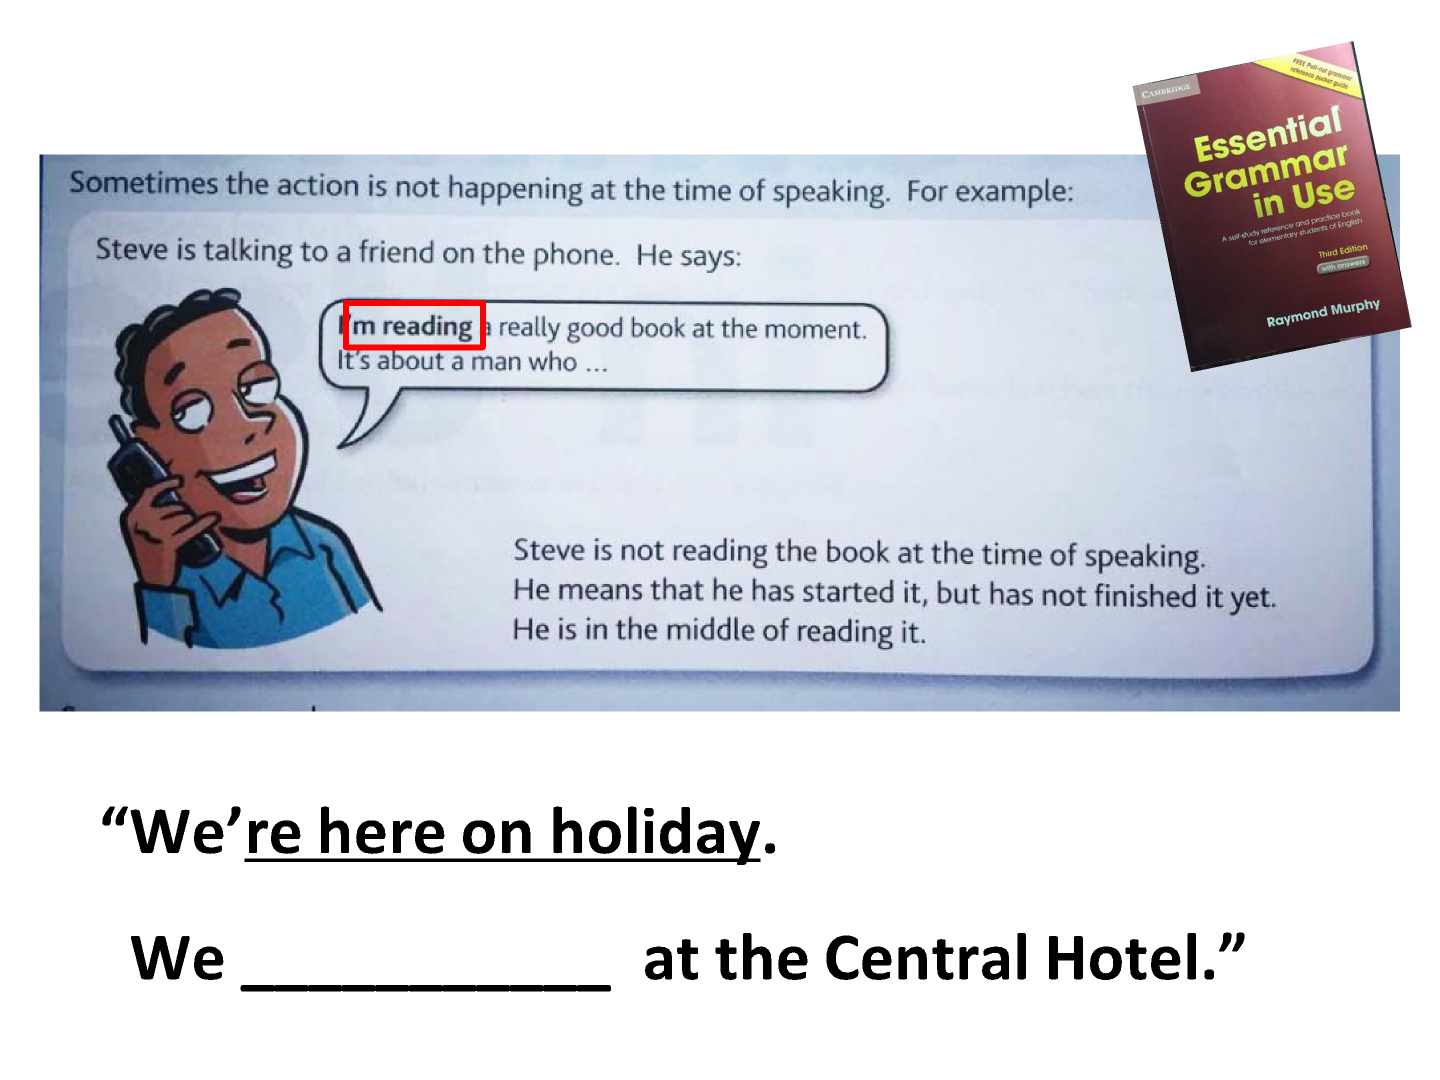 CAMBRIDGE
FREE Pull-out grammar
reference pocket guide
Essential
Grammar
in Use
A self-study reference and practice book
for elementary students of English
Third Edition
with answers
Raymond Murphy
Sometimes the action is not happening at the time of speaking. For example:
Steve is talking to a friend on the phone. He says:
I'm reading a really good book at the moment.
It's about a man who ...
Steve is not reading the book at the time of speaking.
He means that he has started it, but has not finished it yet.
He is in the middle of reading it.
“We’re here on holiday.
We ___________ at the Central Hotel.”